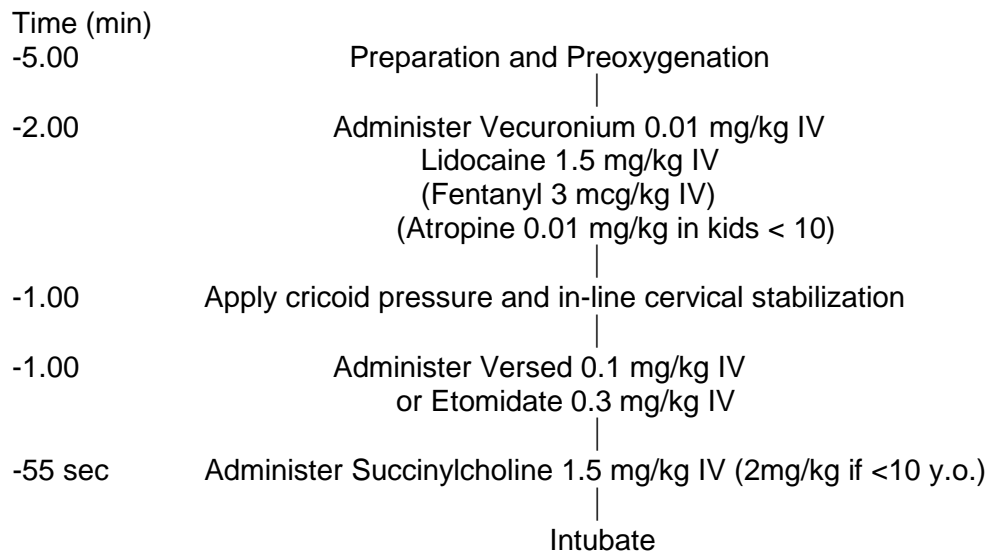 Time (min)
-5.00 Preparation and Preoxygenation
-2.00 Administer Vecuronium 0.01 mg/kg IV
Lidocaine 1.5 mg/kg IV
(Fentanyl 3 mcg/kg IV)
(Atropine 0.01 mg/kg in kids < 10)
-1.00 Apply cricoid pressure and in-line cervical stabilization
-1.00 Administer Versed 0.1 mg/kg IV
or Etomidate 0.3 mg/kg IV
-55 sec Administer Succinylcholine 1.5 mg/kg IV (2mg/kg if <10 y.o.)
Intubate